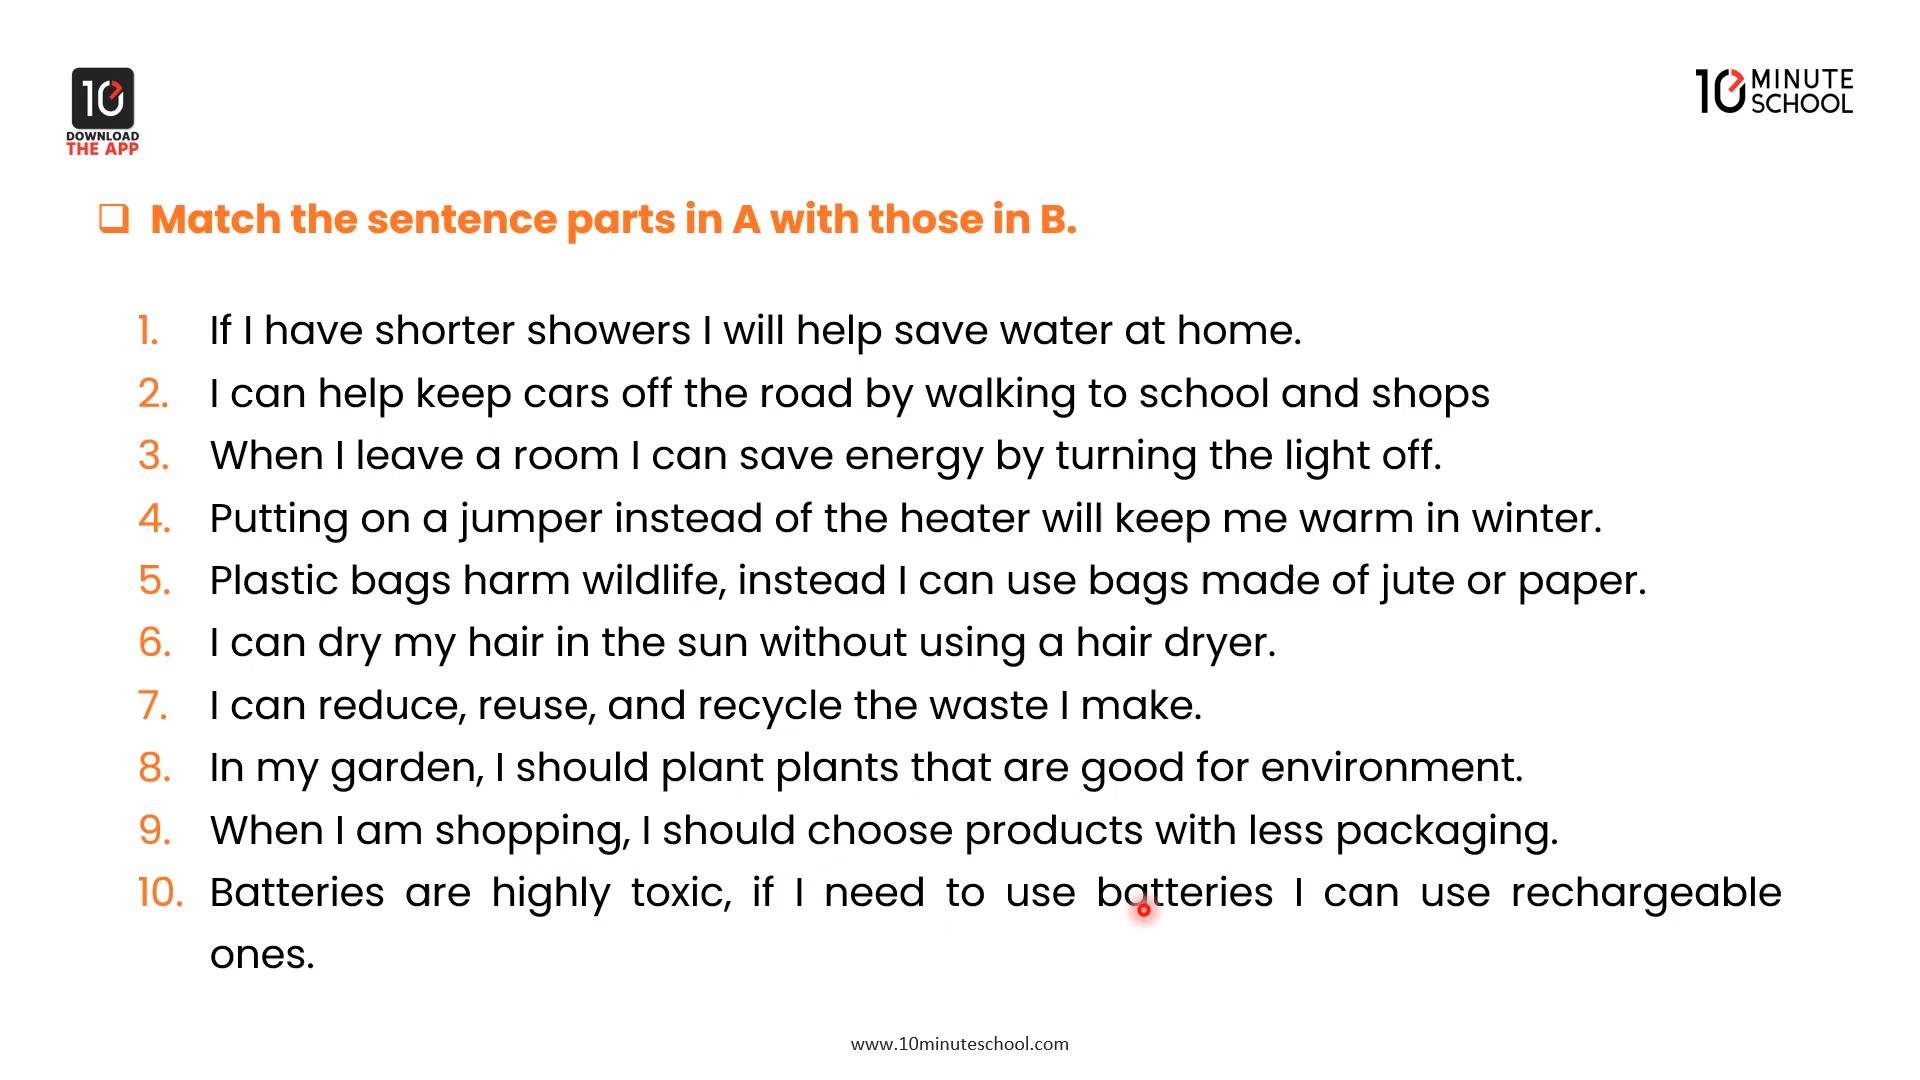 10
DOWNLOAD
THE APP
10 MINUTE
SCHOOL
Match the sentence parts in A with those in B.
1. If I have shorter showers I will help save water at home.
2. I can help keep cars off the road by walking to school and shops
3. When I leave a room I can save energy by turning the light off.
4. Putting on a jumper instead of the heater will keep me warm in winter.
5. Plastic bags harm wildlife, instead I can use bags made of jute or paper.
6. I can dry my hair in the sun without using a hair dryer.
7. I can reduce, reuse, and recycle the waste I make.
8. In my garden, I should plant plants that are good for environment.
9. When I am shopping, I should choose products with less packaging.
10. Batteries are highly toxic, if I need to use batteries I can use rechargeable
ones.
www.10minuteschool.com